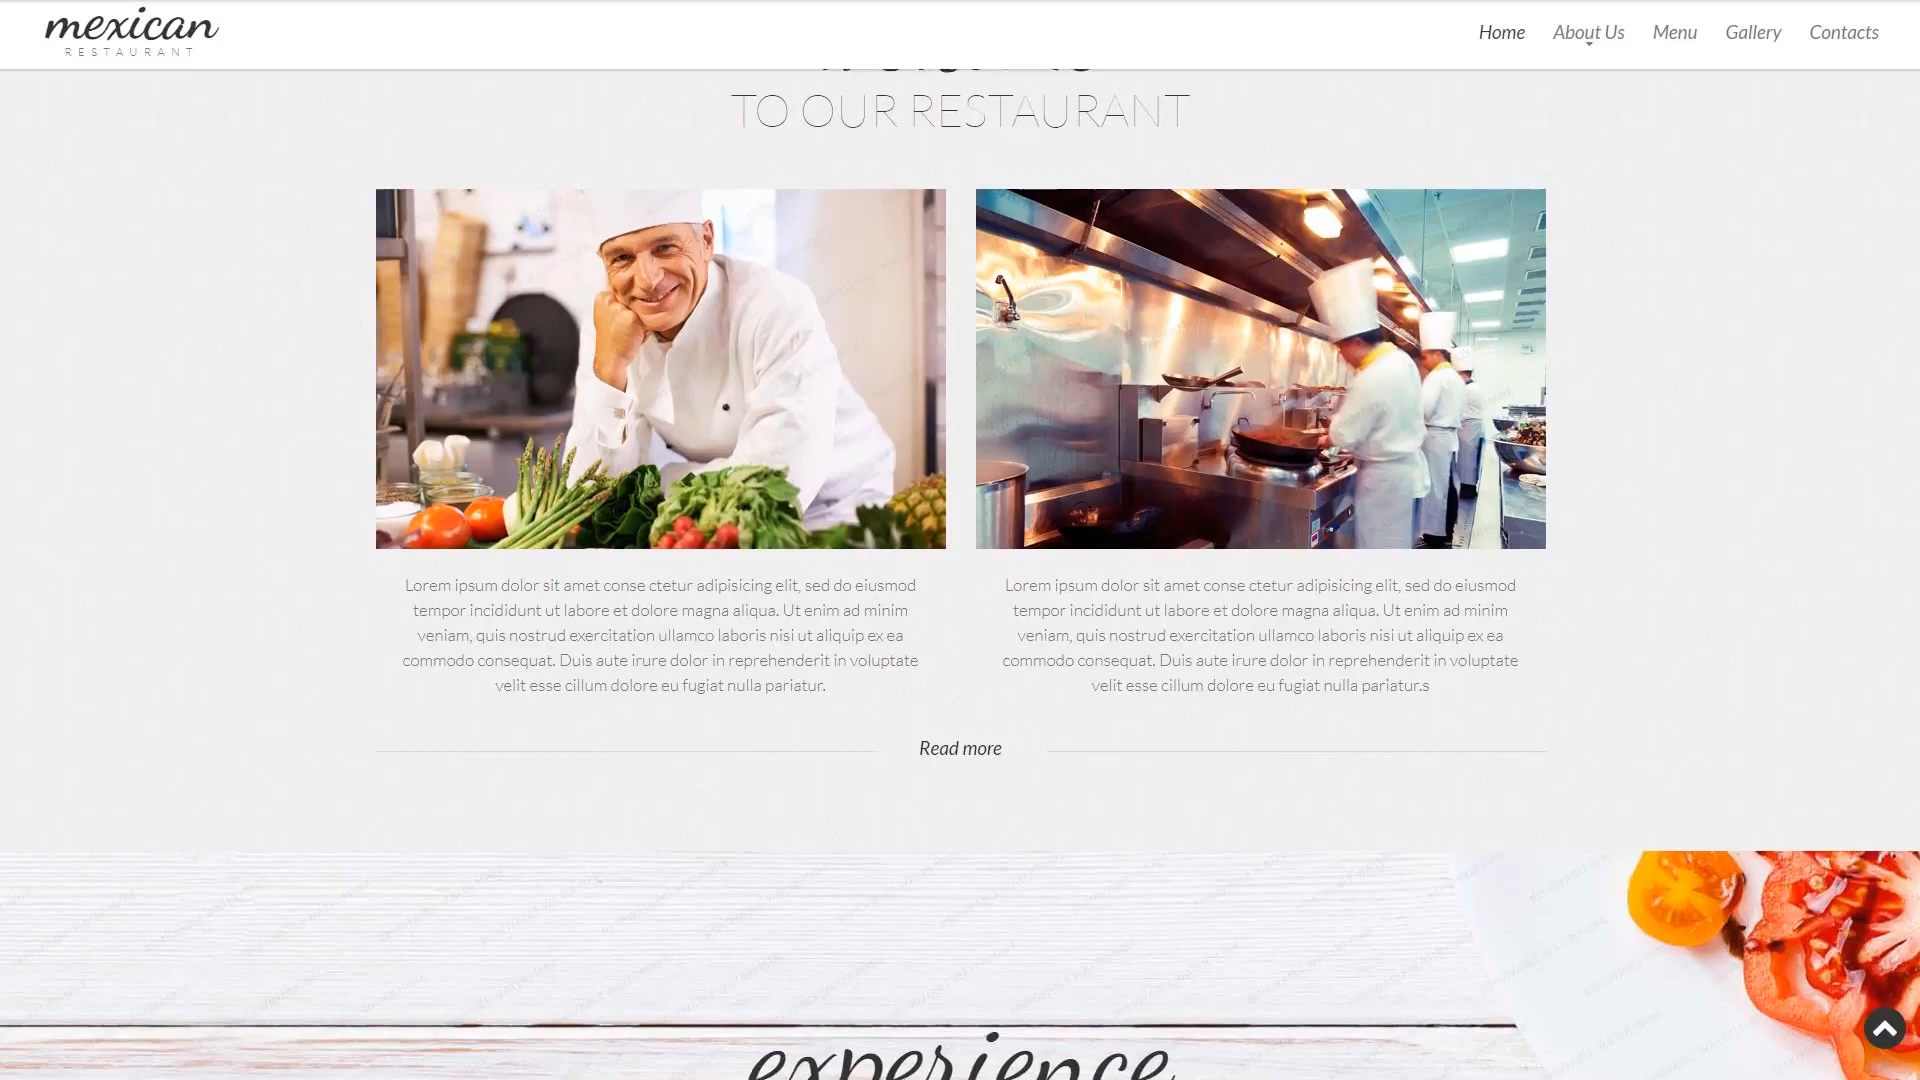 mexican
RESTAURANT
Home
About Us
Menu
Gallery
Contacts
TO OUR RESTAURANT
Lorem ipsum dolor sit amet conse ctetur adipisicing elit, sed do eiusmod
tempor incididunt ut labore et dolore magna aliqua. Ut enim ad minim
veniam, quis nostrud exercitation ullamco laboris nisi ut aliquip ex ea
commodo consequat. Duis aute irure dolor in reprehenderit in voluptate
velit esse cillum dolore eu fugiat nulla pariatur.
Lorem ipsum dolor sit amet conse ctetur adipisicing elit, sed do eiusmod
tempor incididunt ut labore et dolore magna aliqua. Ut enim ad minim
veniam, quis nostrud exercitation ullamco laboris nisi ut aliquip ex ea
commodo consequat. Duis aute irure dolor in reprehenderit in voluptate
velit esse cillum dolore eu fugiat nulla pariatur.s
Read more
experience